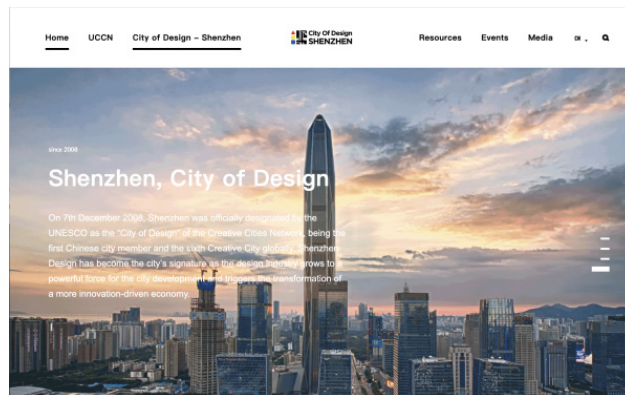 Home
UCCN
City of Design – Shenzhen
City Of Design
SHENZHEN
Resources
Events
Media
EN
since 2008
Shenzhen, City of Design
On 7th December 2008, Shenzhen was officially designated by the
UNESCO as the “City of Design” of the Creative Cities Network, being the
first Chinese city member and the sixth Creative City globally. Shenzhen
Design has become the city's signature as the design industry grows to a
powerful force for the city development and triggers the transformation of
a more innovation-driven economy.